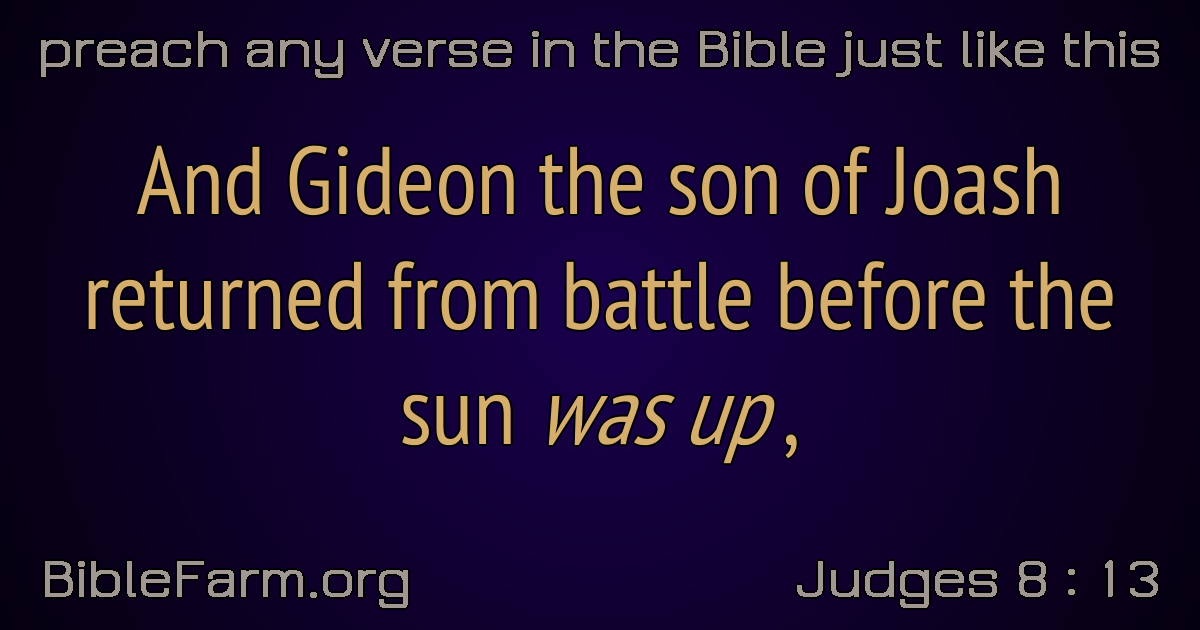 preach any verse in the Bible just like this
And Gideon the son of Joash
returned from battle before the
sun was up ,
BibleFarm.org
Judges 8 : 13